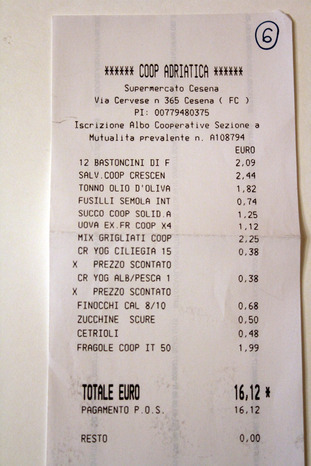 6
****** COOP ADRIATICA ******
Supermercato Cesena
Via Cervese n 365 Cesena ( FC )
PI: 00779480375
Iscrizione Albo Cooperative Sezione a
Mutualita prevalente n. A108794
EURO
12 BASTONCINI DI F 2,09
SALV.COOP CRESCEN 2,44
TONNO OLIO D'OLIVA 1,82
FUSILLI SEMOLA INT 0,74
SUCCO COOP SOLID.A 1,25
UOVA EX.FR COOP X4 1,12
MIX GRIGLIATI COOP 2,25
CR YOG CILIEGIA 15 0,38
X PREZZO SCONTATO
CR YOG ALB/PESCA 1 0,38
X PREZZO SCONTATO
FINOCCHI CAL 8/10 0,68
ZUCCHINE SCURE 0,50
CETRIOLI 0,48
FRAGOLE COOP IT 50 1,99
TOTALE EURO 16,12 *
PAGAMENTO P.O.S. 16,12
RESTO 0,00